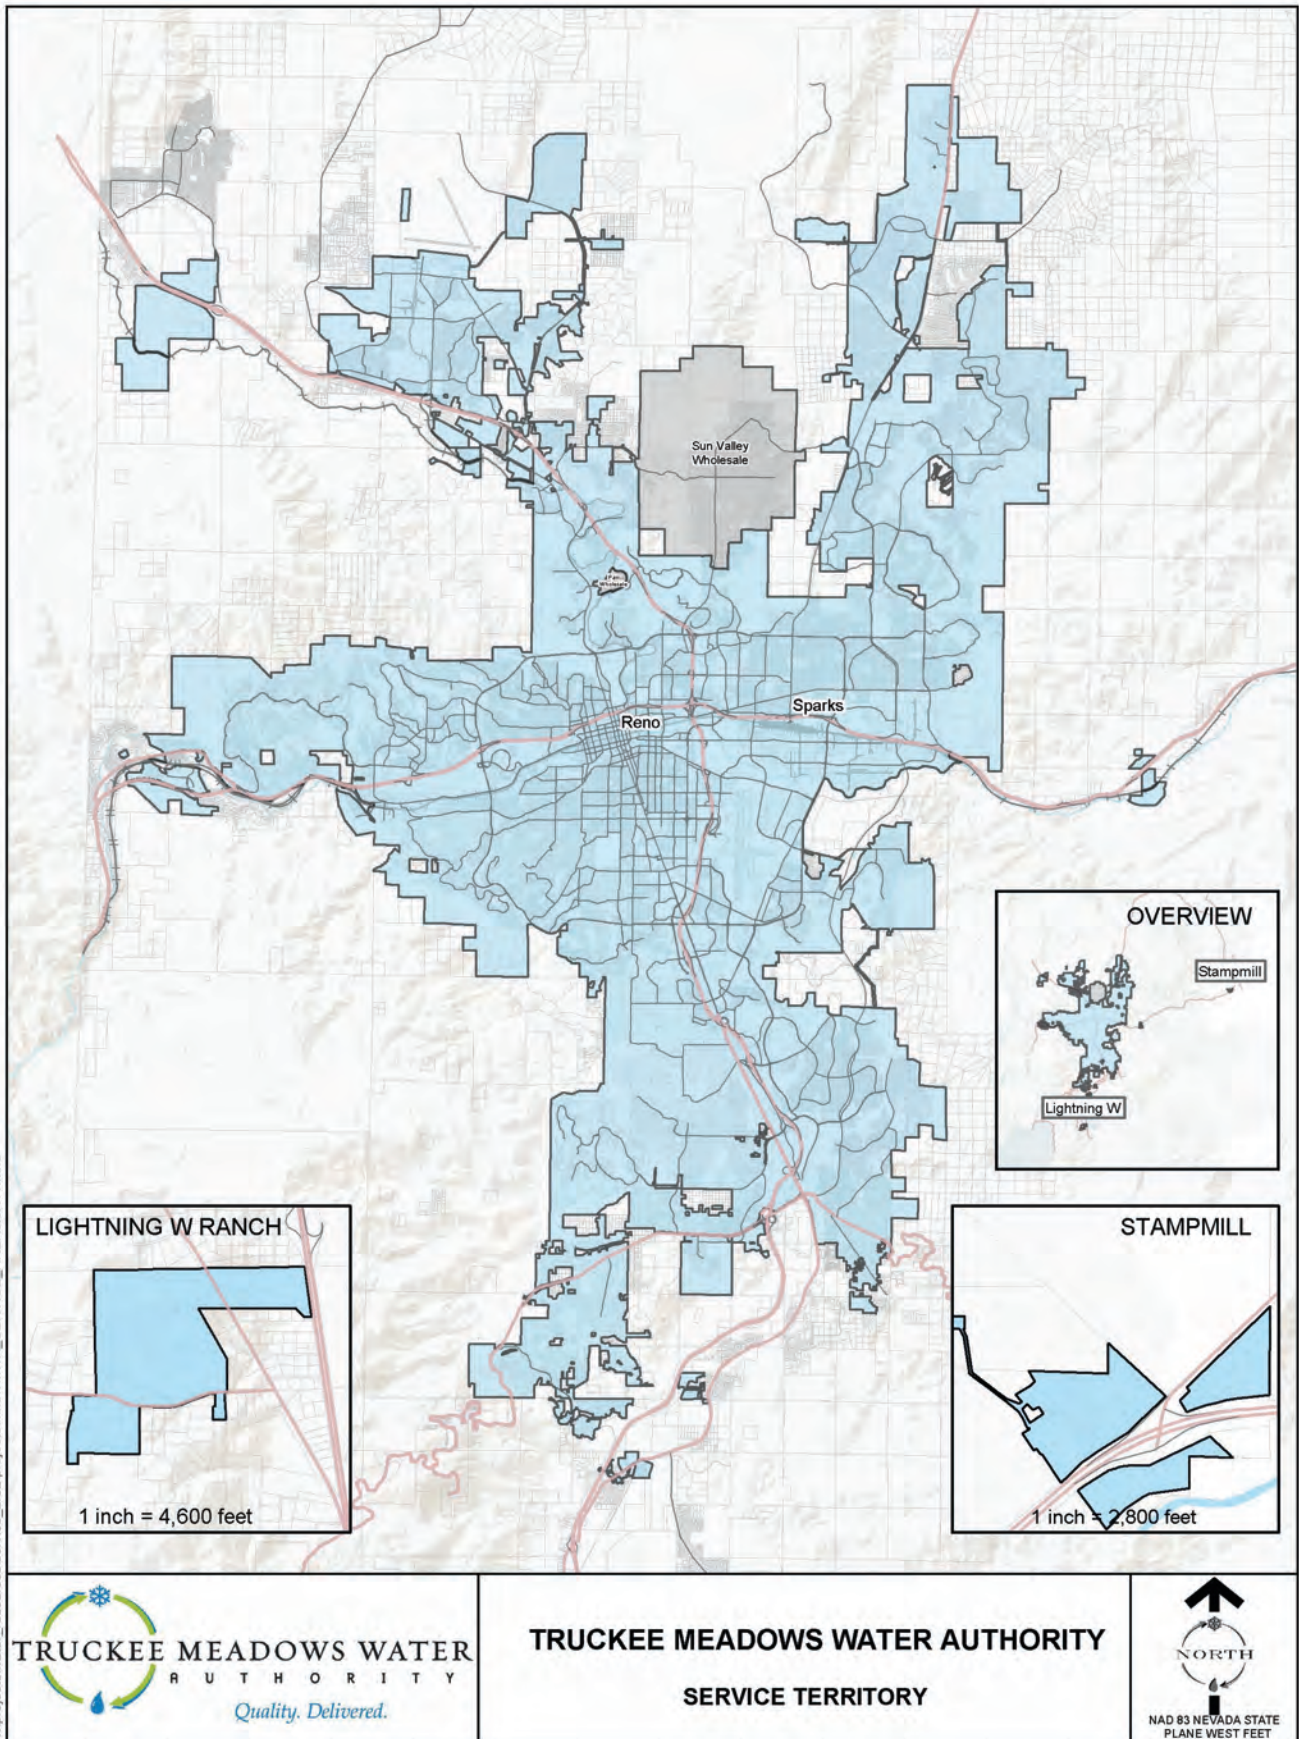 Sun Valley
Wholesale
Wholesale
Reno
Sparks
OVERVIEW
Stampmill
Lightning W
LIGHTNING W RANCH
1 inch = 4,600 feet
STAMPMILL
1 inch = 2,800 feet
TRUCKEE MEADOWS WATER
AUTHORITY
Quality. Delivered.
TRUCKEE MEADOWS WATER AUTHORITY
SERVICE TERRITORY
NORTH
NAD 83 NEVADA STATE
PLANE WEST FEET